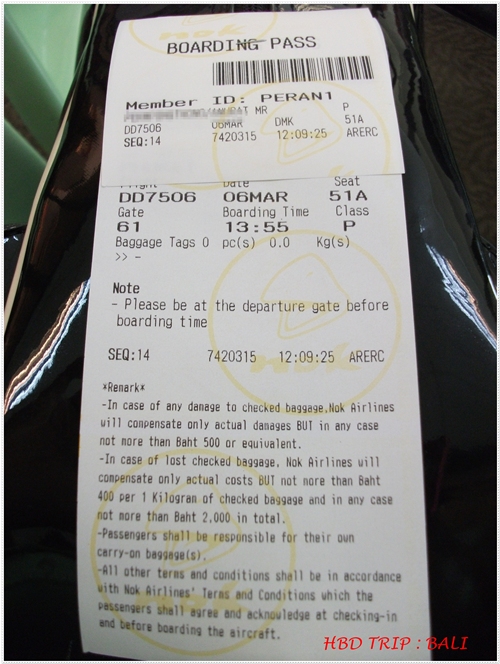 BOARDING PASS
Member ID: PERAN1
MR P
DD7506 06MAR DMK 51A
SEQ:14 7420315 12:09:25 ARERC
Flight Date Seat
DD7506 06MAR 51A
Gate Boarding Time Class
61 13:55 P
Baggage Tags 0 pc(s) 0.0 Kg(s)
>> -
Note
- Please be at the departure gate before
boarding time
SEQ:14 7420315 12:09:25 ARERC
*Remark*
-In case of any damage to checked baggage,Nok Airlines
will compensate only actual damages BUT in any case
not more than Baht 500 or equivalent.
-In case of lost checked baggage, Nok Airlines will
compensate only actual costs BUT not more than Baht
400 per 1 Kilogran of checked baggage and in any case
not more than Baht 2,000 in total.
-Passengers shall be responsible for their own
carry-on baggage(s).
-All other terms and conditions shall be in accordance
with Nok Airlines' Terms and Conditions which the
passengers shall agree and acknowledge at checking-in
and before boarding the aircraft.
HBD TRIP : BALI